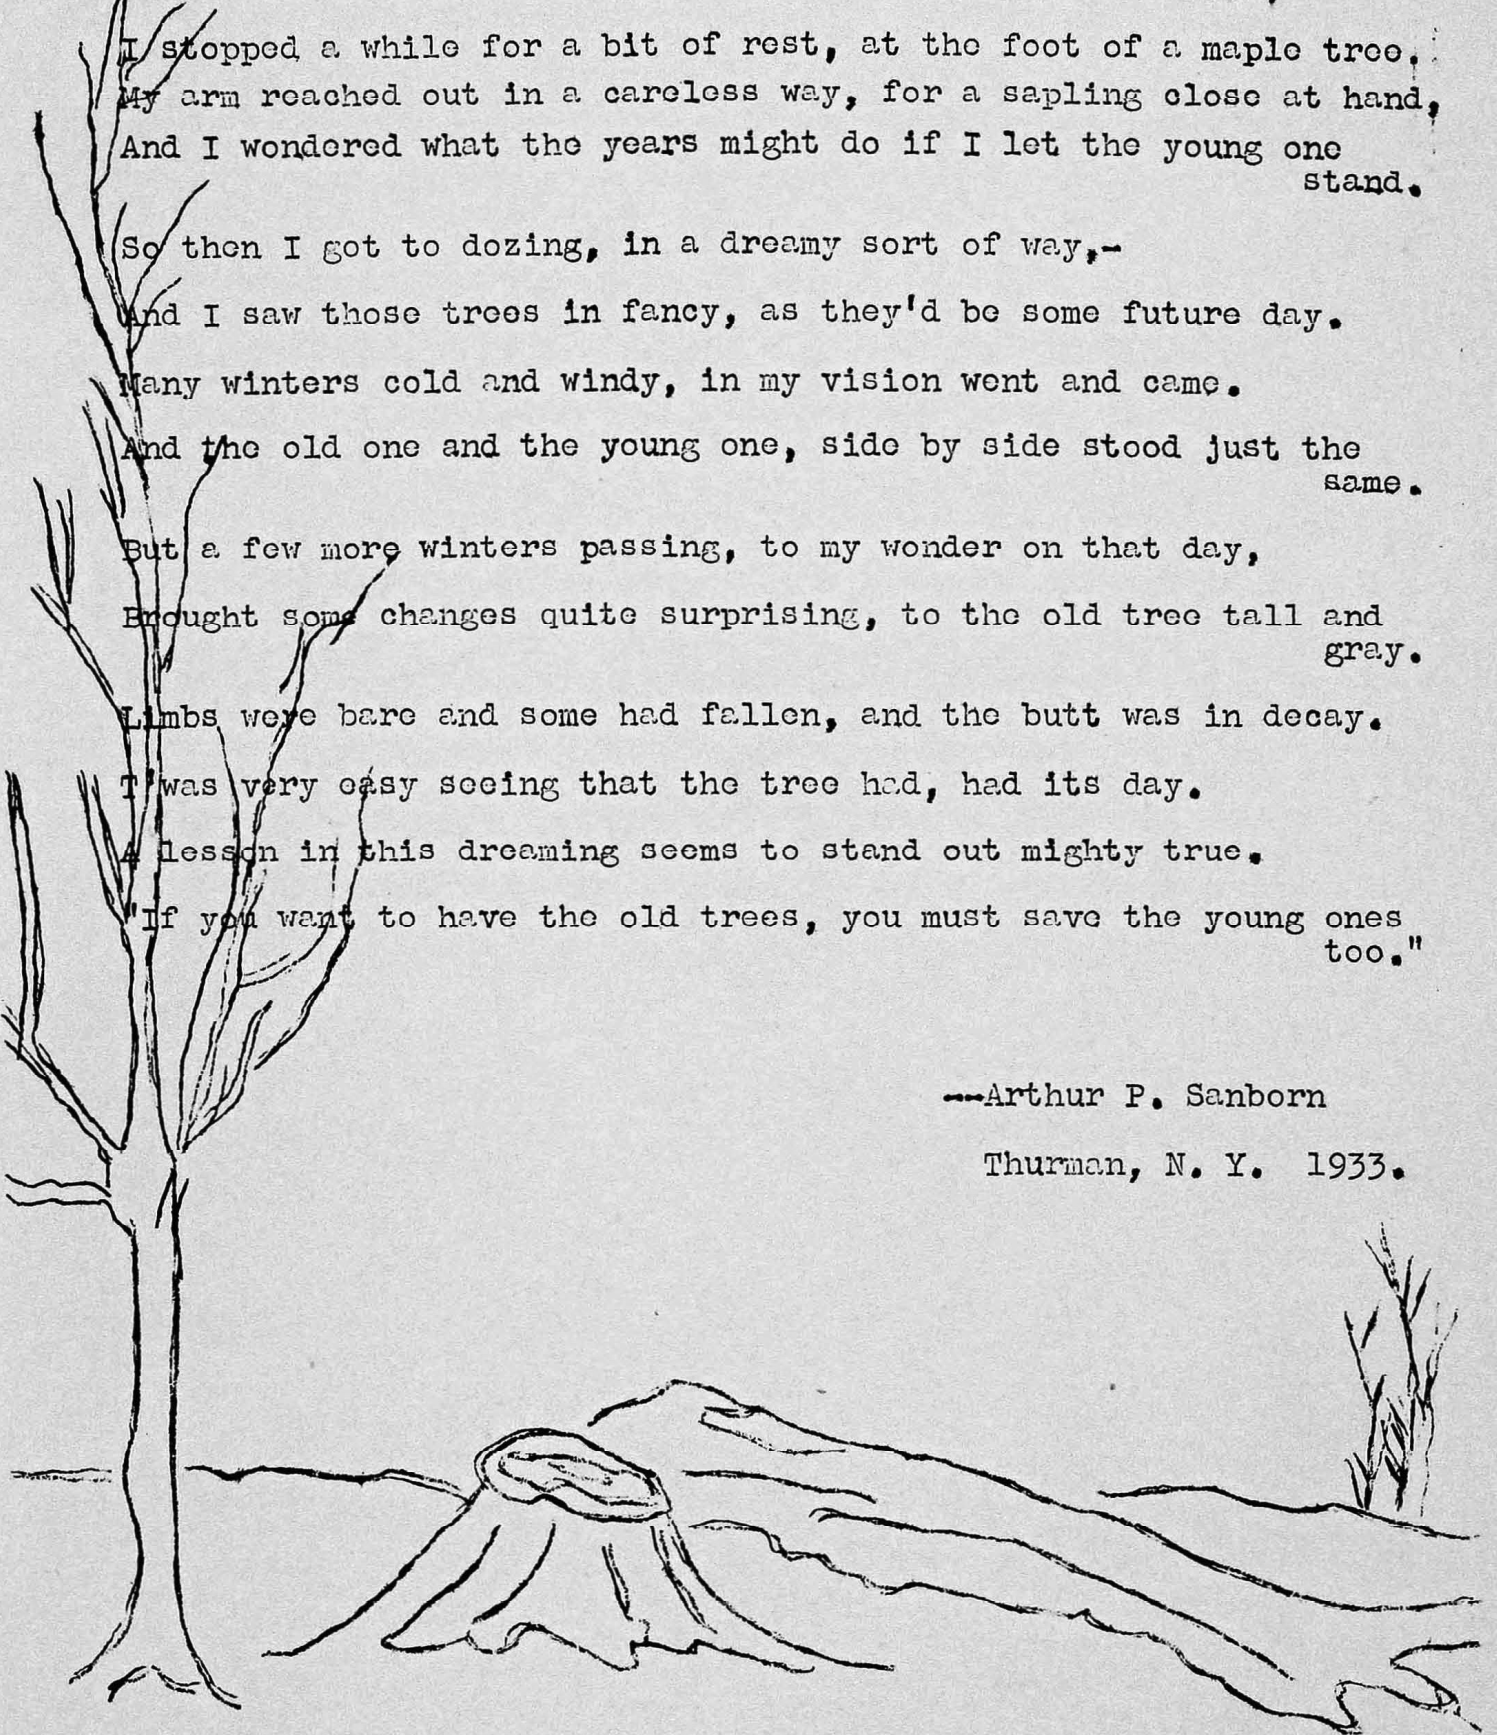 I stopped a while for a bit of rest, at the foot of a maple tree.
My arm reached out in a careless way, for a sapling close at hand,
And I wondered what the years might do if I let the young one
stand.
So then I got to dozing, in a dreamy sort of way,-
And I saw those trees in fancy, as they'd be some future day.
Many winters cold and windy, in my vision went and came.
And the old one and the young one, side by side stood just the
same.
But a few more winters passing, to my wonder on that day,
Brought some changes quite surprising, to the old tree tall and
gray.
Limbs were bare and some had fallen, and the butt was in decay.
T'was very easy seeing that the tree had, had its day.
A lesson in this dreaming seems to stand out mighty true.
"If you want to have the old trees, you must save the young ones
too."
---Arthur P. Sanborn
Thurman, N. Y. 1933.